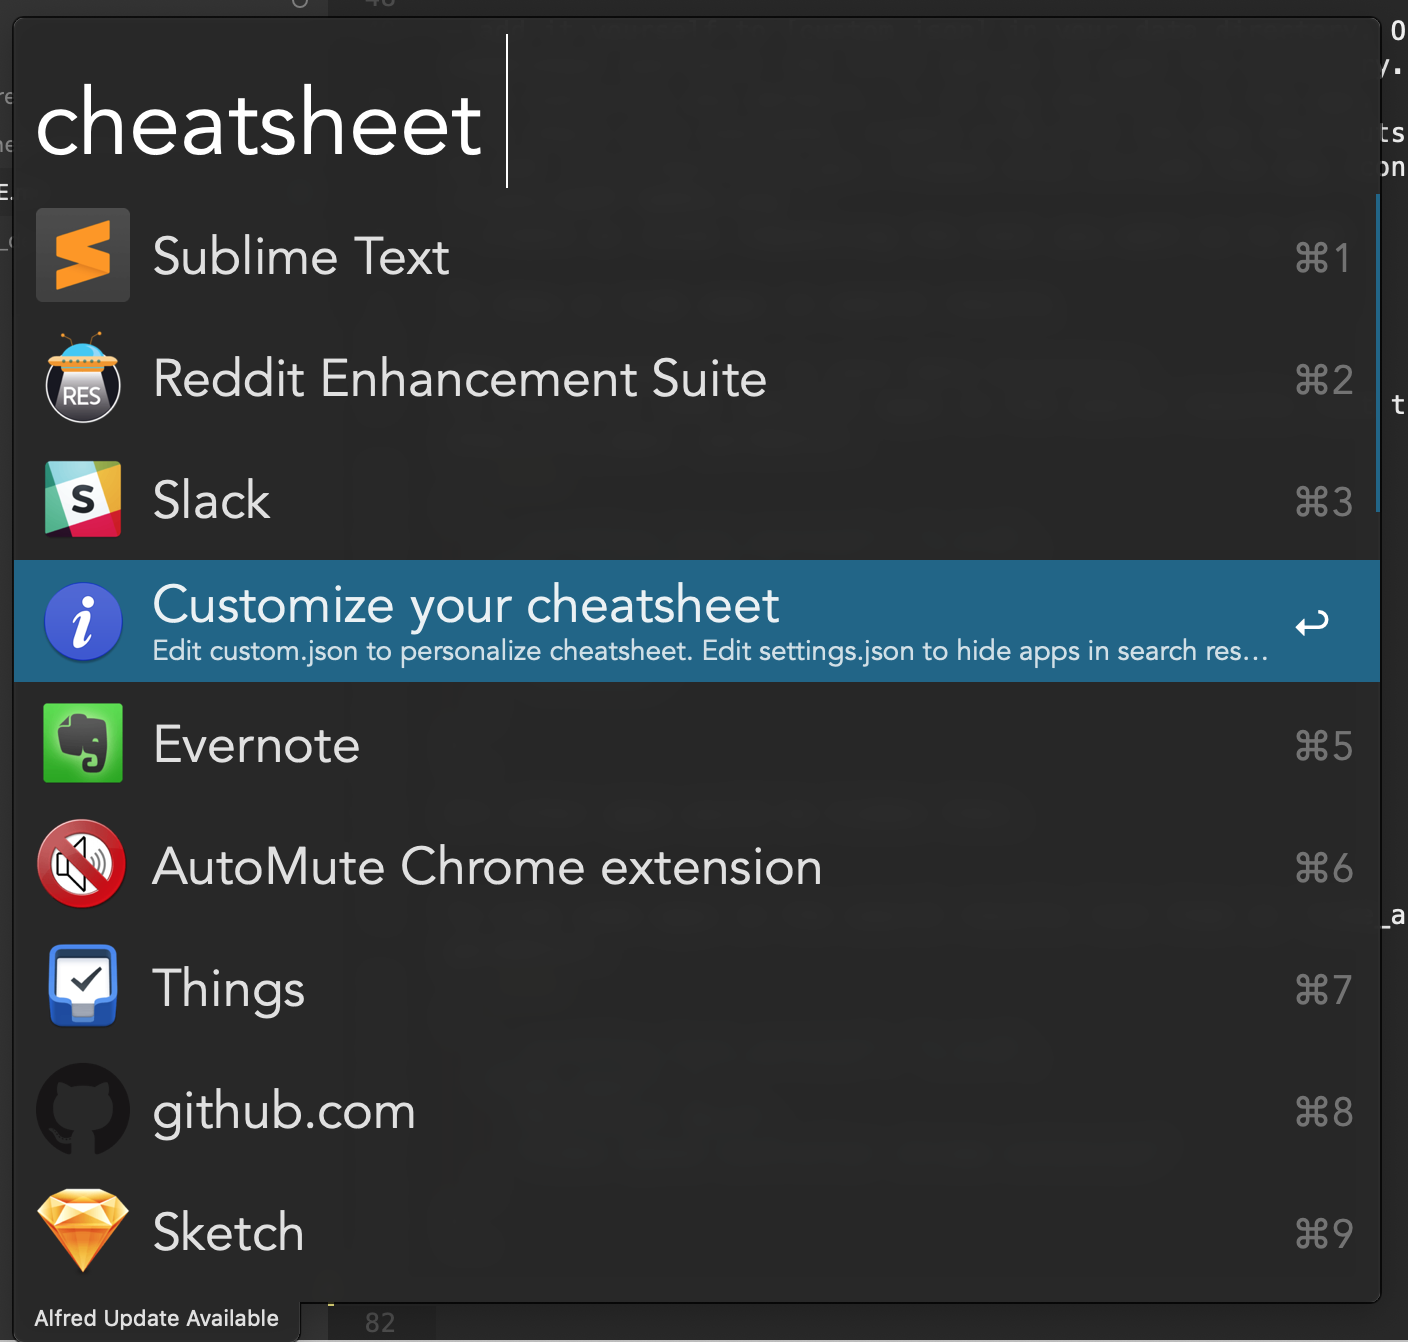 48
cheatsheet
Sublime Text ⌘1
RES
Reddit Enhancement Suite ⌘2
S
Slack ⌘3
i
Customize your cheatsheet
Edit custom.json to personalize cheatsheet. Edit settings.json to hide apps in search res…
Evernote ⌘5
AutoMute Chrome extension ⌘6
Things ⌘7
github.com ⌘8
Sketch ⌘9
Alfred Update Available
82